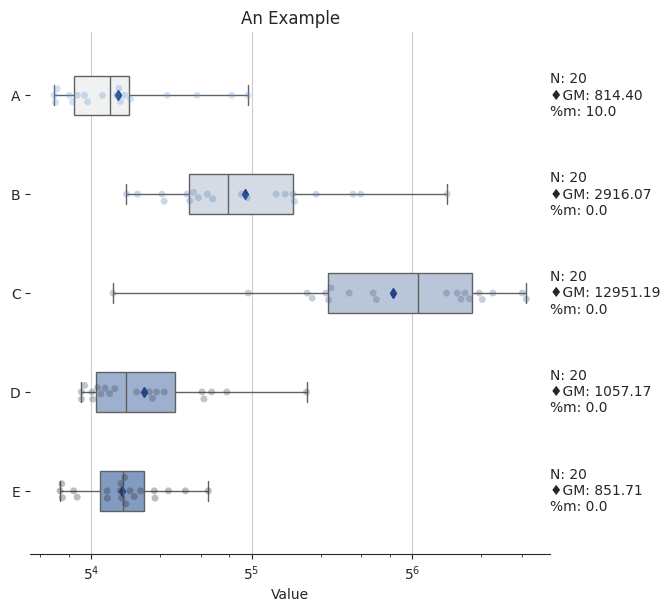 An Example
A
N: 20
♦GM: 814.40
%m: 10.0
B
N: 20
♦GM: 2916.07
%m: 0.0
C
N: 20
♦GM: 12951.19
%m: 0.0
D
N: 20
♦GM: 1057.17
%m: 0.0
E
N: 20
♦GM: 851.71
%m: 0.0
5⁴ 5⁵ 5⁶
Value